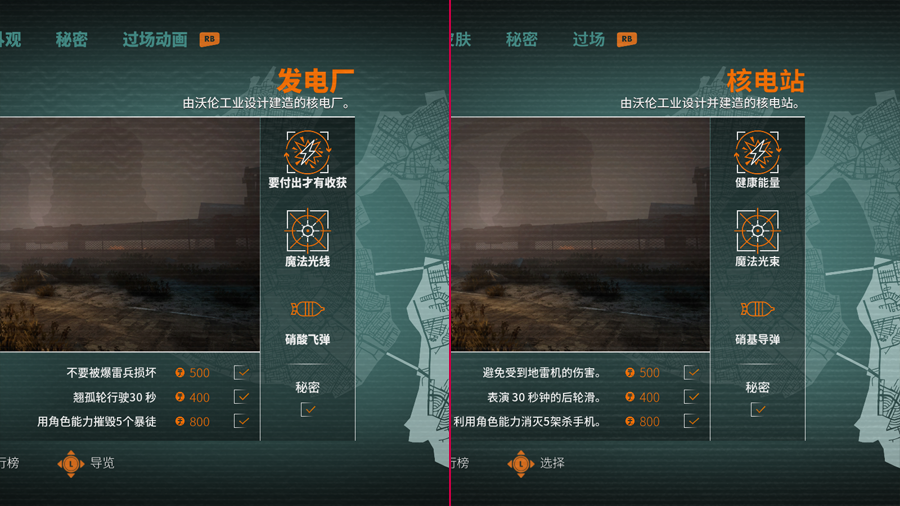 外观 秘密 过场动画 RB
发电厂
由沃伦工业设计建造的核电厂。
要付出才有收获
魔法光线
硝酸飞弹
不要被爆雷兵损坏 500
翘孤轮行驶30 秒 400
用角色能力摧毁5个暴徒 800
秘密
行榜 L 导览
皮肤 秘密 过场 RB
核电站
由沃伦工业设计并建造的核电站。
健康能量
魔法光束
硝基导弹
避免受到地雷机的伤害。 500
表演 30 秒钟的后轮滑。 400
利用角色能力消灭5架杀手机。 800
秘密
行榜 L 选择